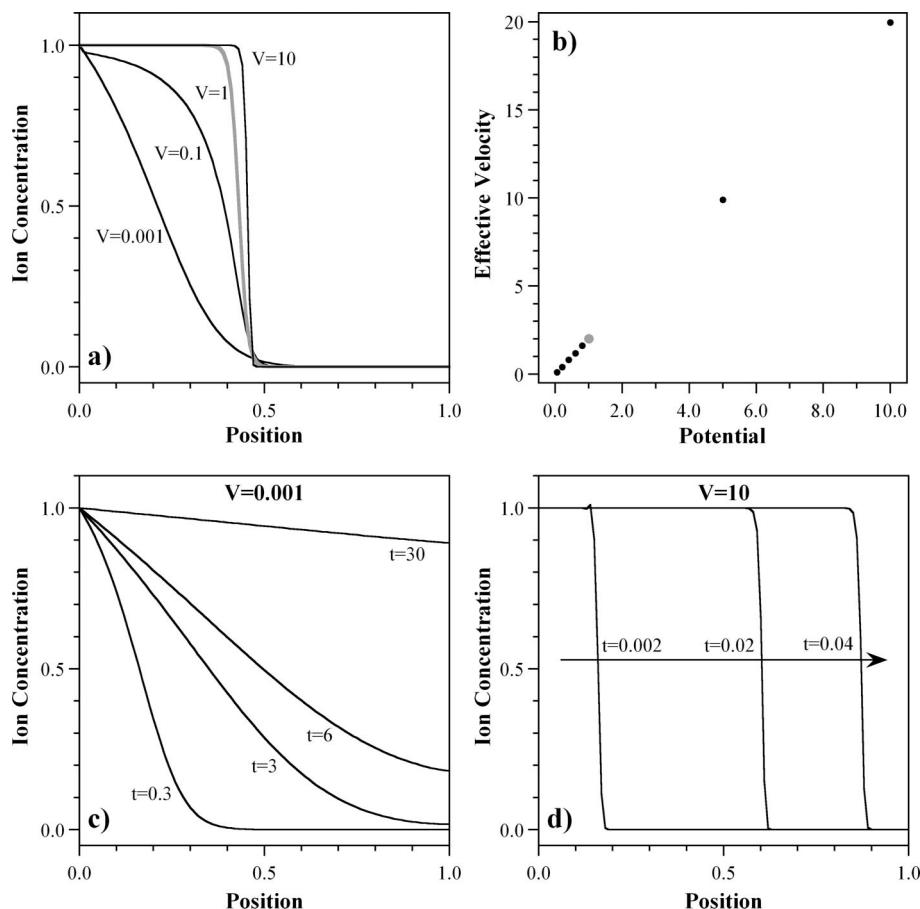 1.0
0.5
0.0
Ion Concentration
V=10
V=1
V=0.1
V=0.001
a)
0.0
0.5
1.0
Position
20
15
10
5
0
Effective Velocity
b)
0.0
2.0
4.0
6.0
8.0
10.0
Potential
V=0.001
1.0
0.5
0.0
Ion Concentration
t=30
t=6
t=3
t=0.3
c)
0.0
0.5
1.0
Position
V=10
1.0
0.5
0.0
Ion Concentration
t=0.002
t=0.02
t=0.04
d)
0.0
0.5
1.0
Position